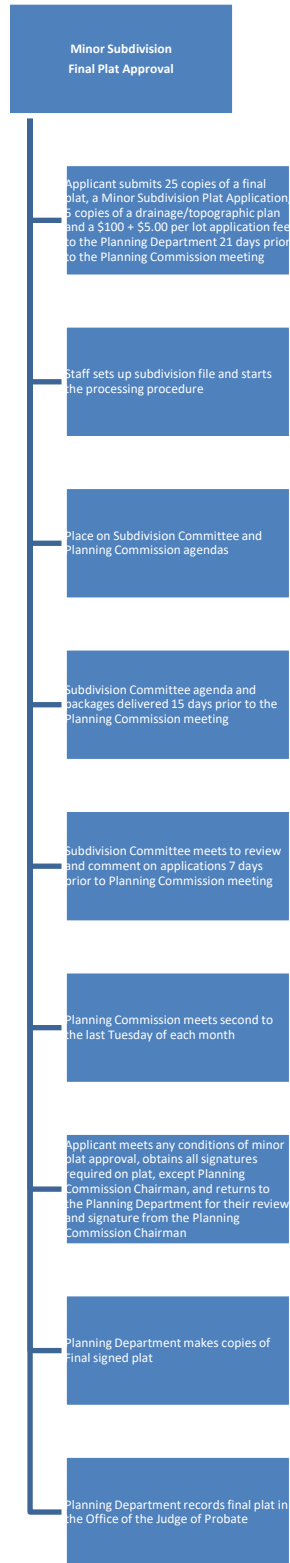 Minor Subdivision
Final Plat Approval
Applicant submits 25 copies of a final
plat, a Minor Subdivision Plat Application,
5 copies of a drainage/topographic plan
and a $100 + $5.00 per lot application fee
to the Planning Department 21 days prior
to the Planning Commission meeting
Staff sets up subdivision file and starts
the processing procedure
Place on Subdivision Committee and
Planning Commission agendas
Subdivision Committee agenda and
packages delivered 15 days prior to the
Planning Commission meeting
Subdivision Committee meets to review
and comment on applications 7 days
prior to Planning Commission meeting
Planning Commission meets second to
the last Tuesday of each month
Applicant meets any conditions of minor
plat approval, obtains all signatures
required on plat, except Planning
Commission Chairman, and returns to
the Planning Department for their review
and signature from the Planning
Commission Chairman
Planning Department makes copies of
Final signed plat
Planning Department records final plat in
the Office of the Judge of Probate